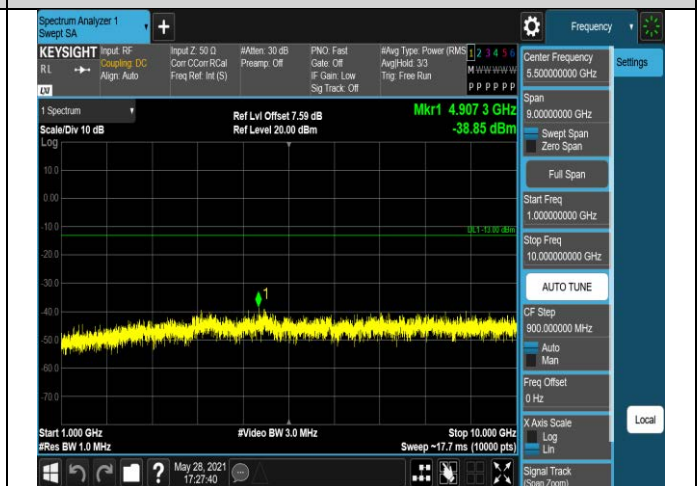 Spectrum Analyzer 1
Swept SA
Frequency
KEYSIGHT
Input: RF
Input Z: 50 Ω
#Atten: 30 dB
PNO: Fast
#Avg Type: Power (RMS
1 2 3 4 5 6
RL
Coupling: DC
Corr CCorr RCal
Preamp: Off
Gate: Off
Avg|Hold: 3/3
M W W W W W
Align: Auto
Freq Ref: Int (S)
IF Gain: Low
Trig: Free Run
Sig Track: Off
P P P P P P
LXI
1 Spectrum
Scale/Div 10 dB
Ref Lvl Offset 7.59 dB
Ref Level 20.00 dBm
Mkr1 4.907 3 GHz
-38.85 dBm
Log
10.0
0.00
-10.0
-20.0
-30.0
-40.0
-50.0
-60.0
-70.0
DL1 -13.00 dBm
1
Start 1.000 GHz
#Video BW 3.0 MHz
Stop 10.000 GHz
#Res BW 1.0 MHz
Sweep ~17.7 ms (10000 pts)
May 28, 2021
17:27:40
?
Center Frequency
5.500000000 GHz
Span
9.00000000 GHz
Swept Span
Zero Span
Full Span
Start Freq
1.000000000 GHz
Stop Freq
10.000000000 GHz
AUTO TUNE
CF Step
900.000000 MHz
Auto
Man
Freq Offset
0 Hz
X Axis Scale
Log
Lin
Signal Track
(Span Zoom)
Settings
Local